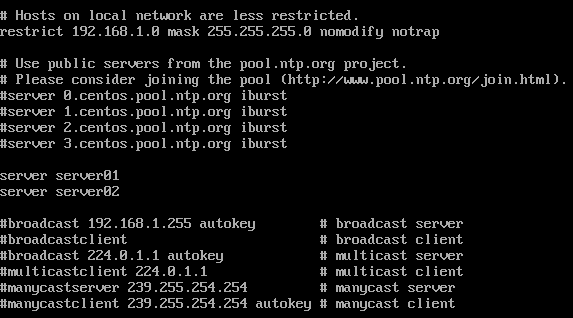 # Hosts on local network are less restricted.
restrict 192.168.1.0 mask 255.255.255.0 nomodify notrap
# Use public servers from the pool.ntp.org project.
# Please consider joining the pool (http://www.pool.ntp.org/join.html).
#server 0.centos.pool.ntp.org iburst
#server 1.centos.pool.ntp.org iburst
#server 2.centos.pool.ntp.org iburst
#server 3.centos.pool.ntp.org iburst
server server01
server server02
#broadcast 192.168.1.255 autokey        # broadcast server
#broadcastclient                        # broadcast client
#broadcast 224.0.1.1 autokey            # multicast server
#multicastclient 224.0.1.1              # multicast client
#manycastserver 239.255.254.254         # manycast server
#manycastclient 239.255.254.254 autokey # manycast client